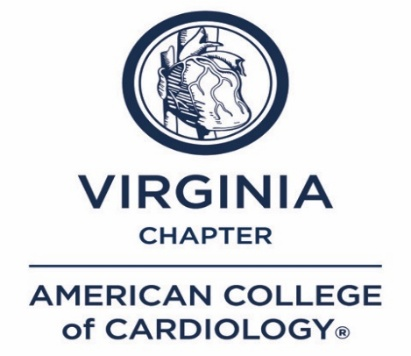 VIRGINIA
CHAPTER
AMERICAN COLLEGE
of CARDIOLOGY®